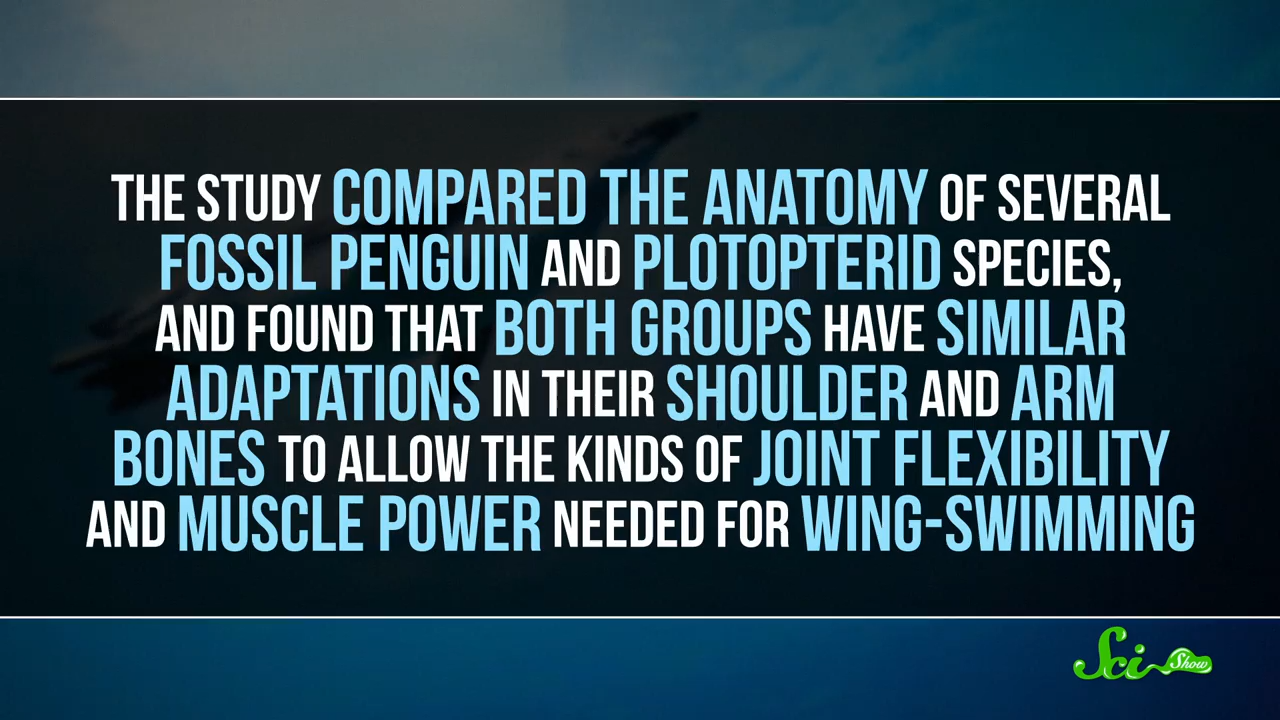 THE STUDY COMPARED THE ANATOMY OF SEVERAL
FOSSIL PENGUIN AND PLOTOPTERID SPECIES,
AND FOUND THAT BOTH GROUPS HAVE SIMILAR
ADAPTATIONS IN THEIR SHOULDER AND ARM
BONES TO ALLOW THE KINDS OF JOINT FLEXIBILITY
AND MUSCLE POWER NEEDED FOR WING-SWIMMING
Sci Show